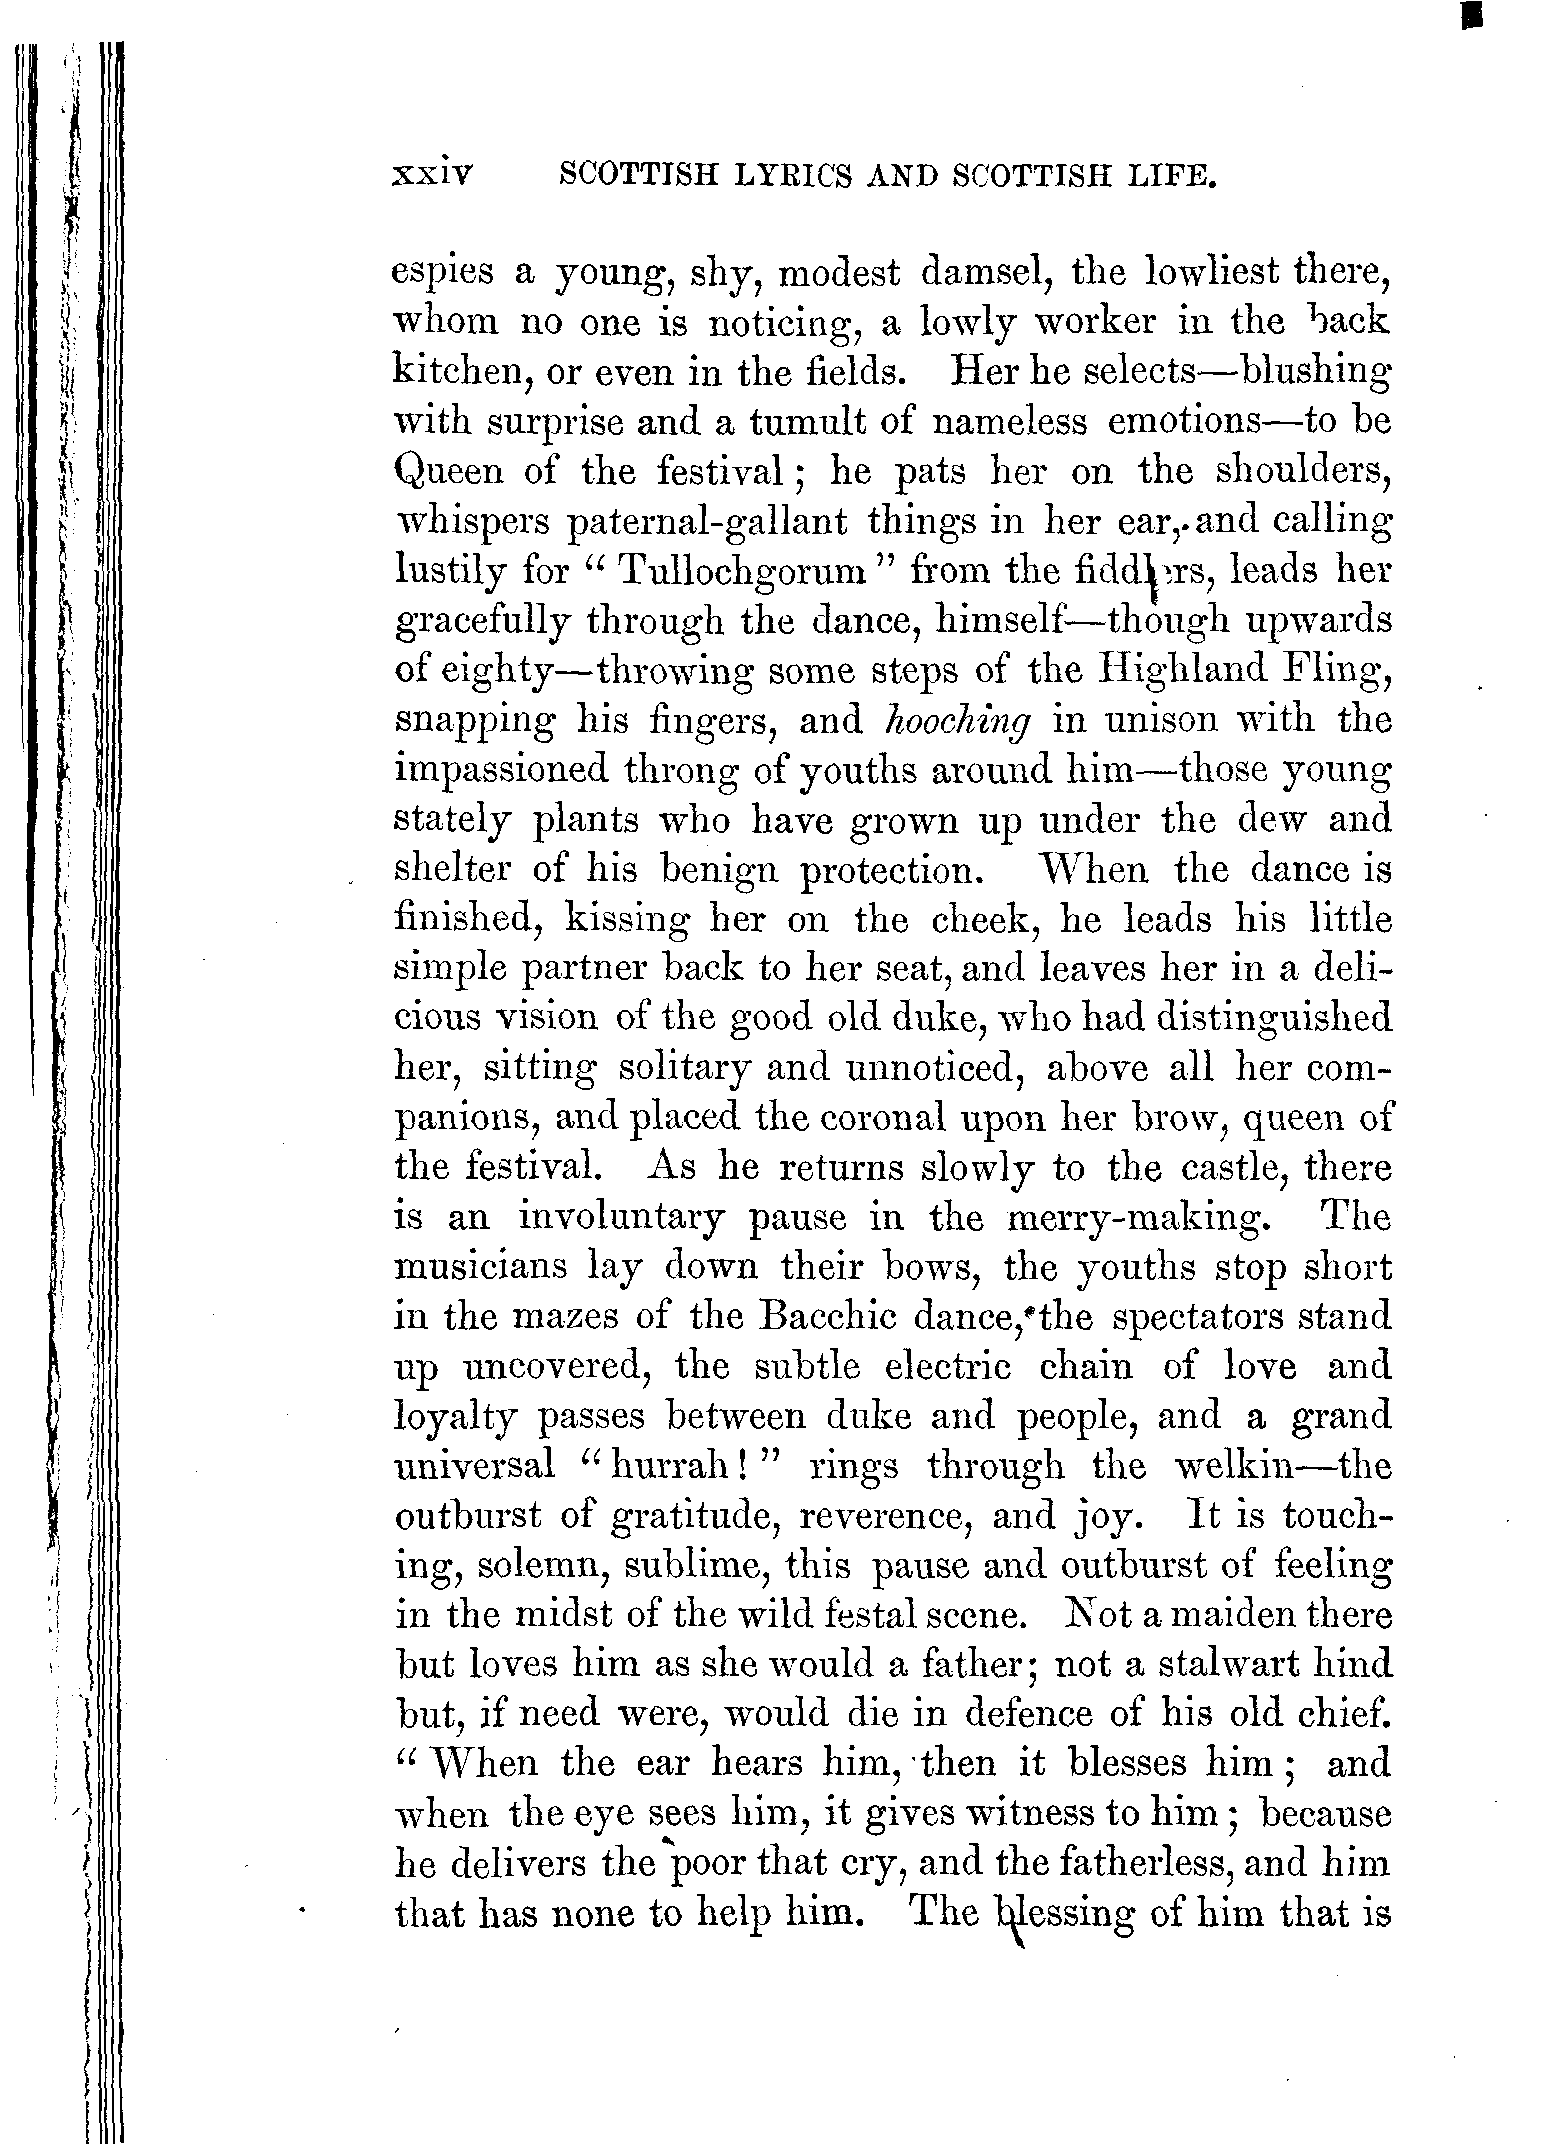 xxiv SCOTTISH LYRICS AND SCOTTISH LIFE.
espies a young, shy, modest damsel, the lowliest there,
whom no one is noticing, a lowly worker in the back
kitchen, or even in the fields. Her he selects—blushing
with surprise and a tumult of nameless emotions—to be
Queen of the festival; he pats her on the shoulders,
whispers paternal-gallant things in her ear, and calling
lustily for “Tullochgorum” from the fiddlers, leads her
gracefully through the dance, himself—though upwards
of eighty—throwing some steps of the Highland Fling,
snapping his fingers, and hooching in unison with the
impassioned throng of youths around him—those young
stately plants who have grown up under the dew and
shelter of his benign protection. When the dance is
finished, kissing her on the cheek, he leads his little
simple partner back to her seat, and leaves her in a deli-
cious vision of the good old duke, who had distinguished
her, sitting solitary and unnoticed, above all her com-
panions, and placed the coronal upon her brow, queen of
the festival. As he returns slowly to the castle, there
is an involuntary pause in the merry-making. The
musicians lay down their bows, the youths stop short
in the mazes of the Bacchic dance, the spectators stand
up uncovered, the subtle electric chain of love and
loyalty passes between duke and people, and a grand
universal “hurrah!” rings through the welkin—the
outburst of gratitude, reverence, and joy. It is touch-
ing, solemn, sublime, this pause and outburst of feeling
in the midst of the wild festal scene. Not a maiden there
but loves him as she would a father; not a stalwart hind
but, if need were, would die in defence of his old chief.
“When the ear hears him, then it blesses him; and
when the eye sees him, it gives witness to him; because
he delivers the poor that cry, and the fatherless, and him
that has none to help him. The blessing of him that is